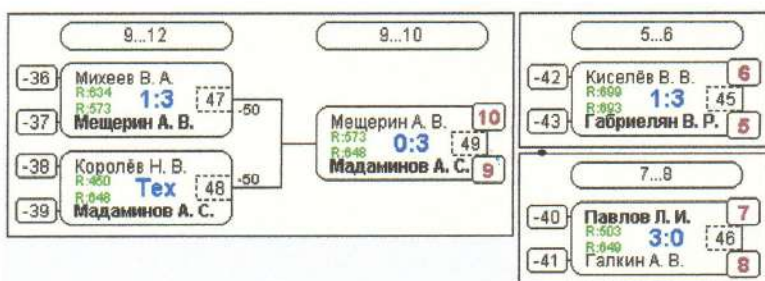 9...12
9...10
-36
Михеев В. А.
R:634
1:3
47
R:573
-37
Мещерин А. В.
-50
-38
Королёв Н. В.
R:460
Тех
48
R:648
-39
Мадаминов А. С.
-50
Мещерин А. В.
10
R:573
0:3
49
R:648
Мадаминов А. С.
9
5...6
-42
Киселёв В. В.
6
R:699
1:3
45
R:693
-43
Габриелян В. Р.
5
7...8
-40
Павлов Л. И.
7
R:503
3:0
46
R:649
-41
Галкин А. В.
8